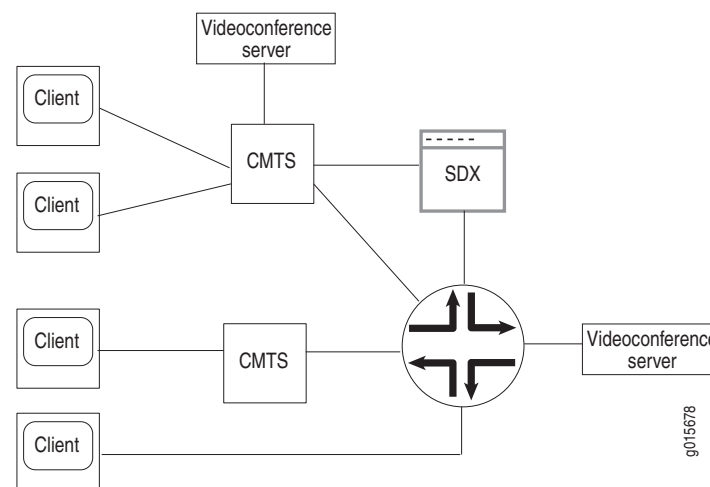 Videoconference
server
Client
CMTS
SDX
Client
Client
CMTS
Videoconference
server
Client
g015678